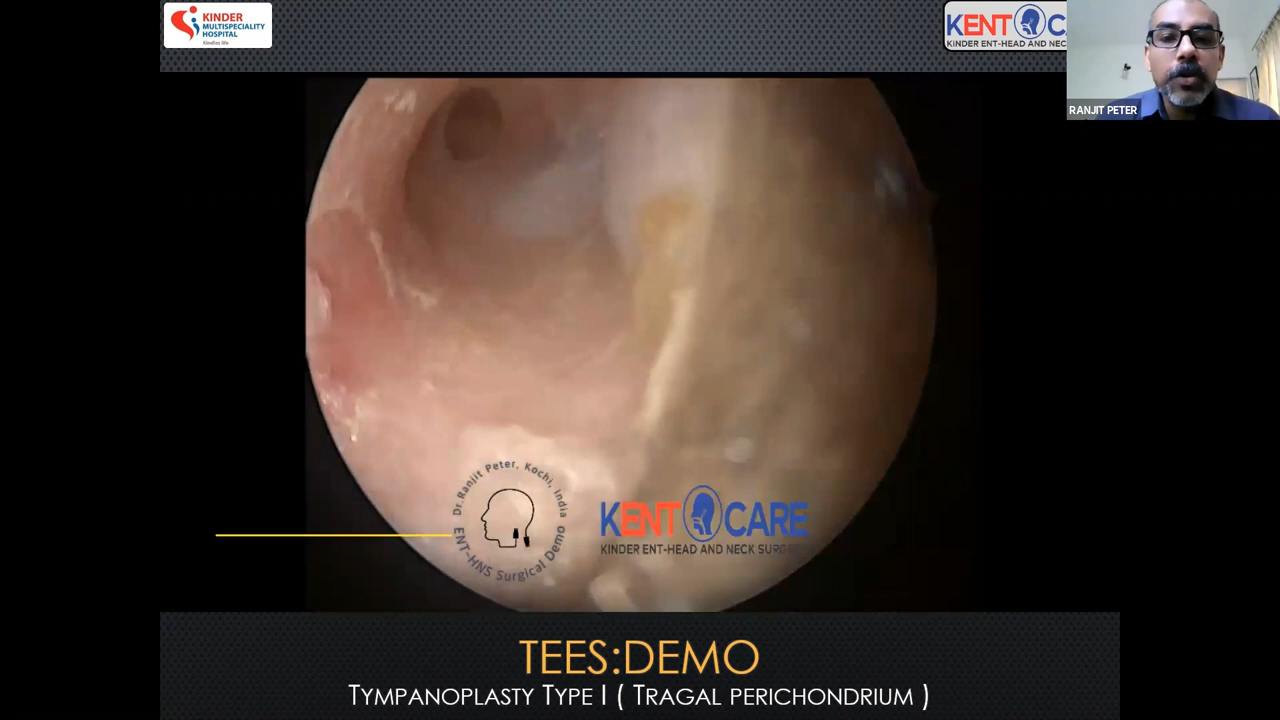 KINDER
MULTISPECIALITY
HOSPITAL
KENT CA
KINDER ENT-HEAD AND NEC
RANJIT PETER
Dr.Ranjit Peter, Kochi, India
ENT-HNS Surgical Demo
KENT CARE
KINDER ENT-HEAD AND NECK SURG
TEES:DEMO
TYMPANOPLASTY TYPE I ( TRAGAL PERICHONDRIUM )